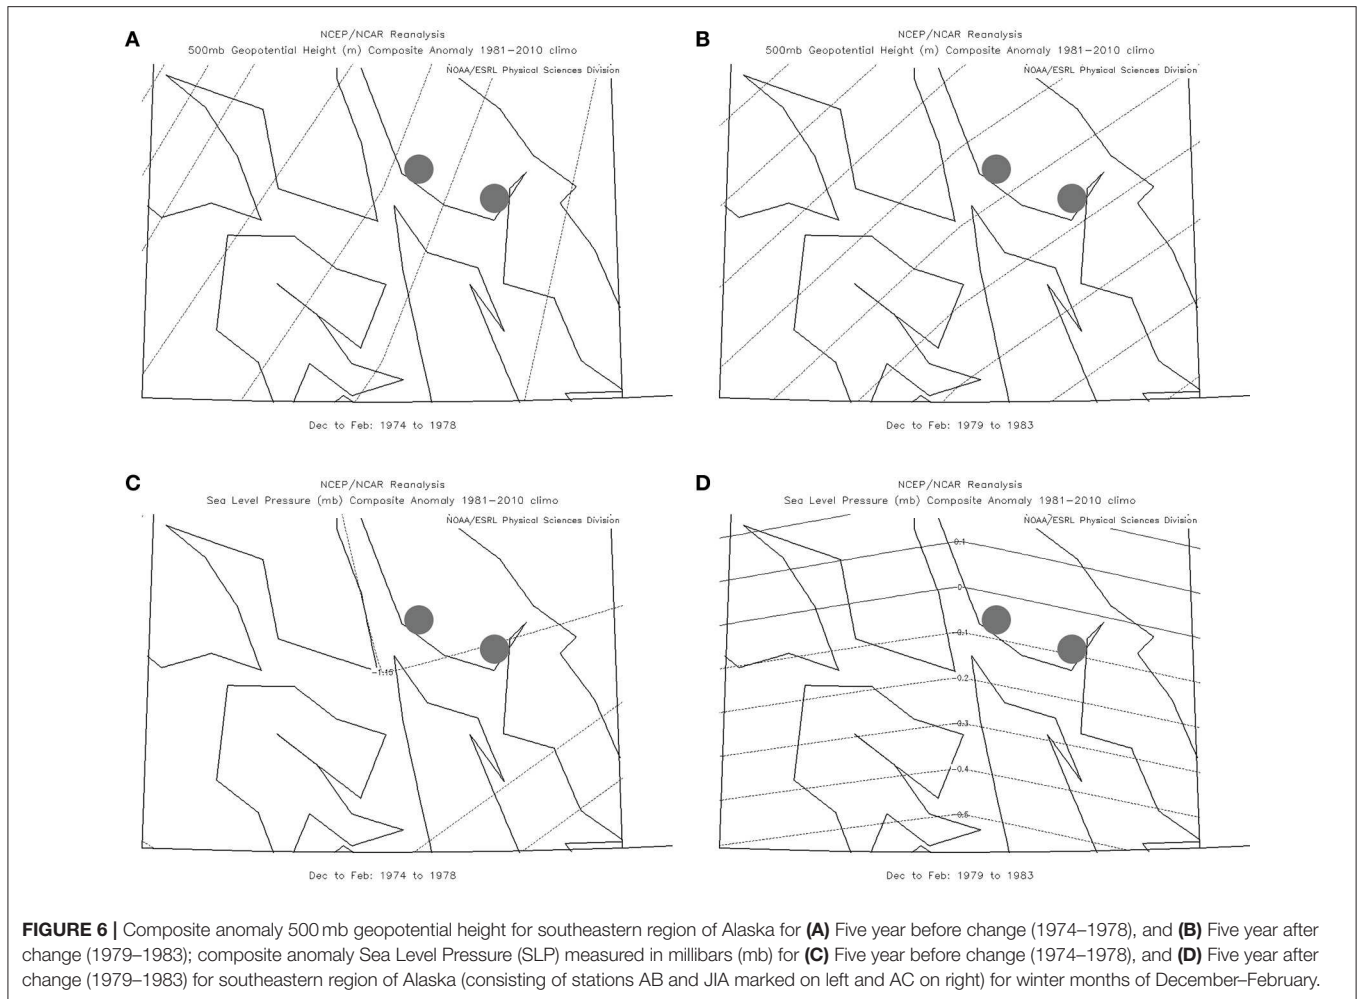 A
NCEP/NCAR Reanalysis
500mb Geopotential Height (m) Composite Anomaly 1981−2010 climo
NOAA/ESRL Physical Sciences Division
Dec to Feb: 1974 to 1978
B
NCEP/NCAR Reanalysis
500mb Geopotential Height (m) Composite Anomaly 1981−2010 climo
NOAA/ESRL Physical Sciences Division
Dec to Feb: 1979 to 1983
C
NCEP/NCAR Reanalysis
Sea Level Pressure (mb) Composite Anomaly 1981−2010 climo
NOAA/ESRL Physical Sciences Division
−1.15
Dec to Feb: 1974 to 1978
D
NCEP/NCAR Reanalysis
Sea Level Pressure (mb) Composite Anomaly 1981−2010 climo
NOAA/ESRL Physical Sciences Division
0.1
0
−0.1
−0.2
−0.3
−0.4
−0.5
Dec to Feb: 1979 to 1983
FIGURE 6 | Composite anomaly 500 mb geopotential height for southeastern region of Alaska for (A) Five year before change (1974–1978), and (B) Five year after
change (1979–1983); composite anomaly Sea Level Pressure (SLP) measured in millibars (mb) for (C) Five year before change (1974–1978), and (D) Five year after
change (1979–1983) for southeastern region of Alaska (consisting of stations AB and JIA marked on left and AC on right) for winter months of December–February.